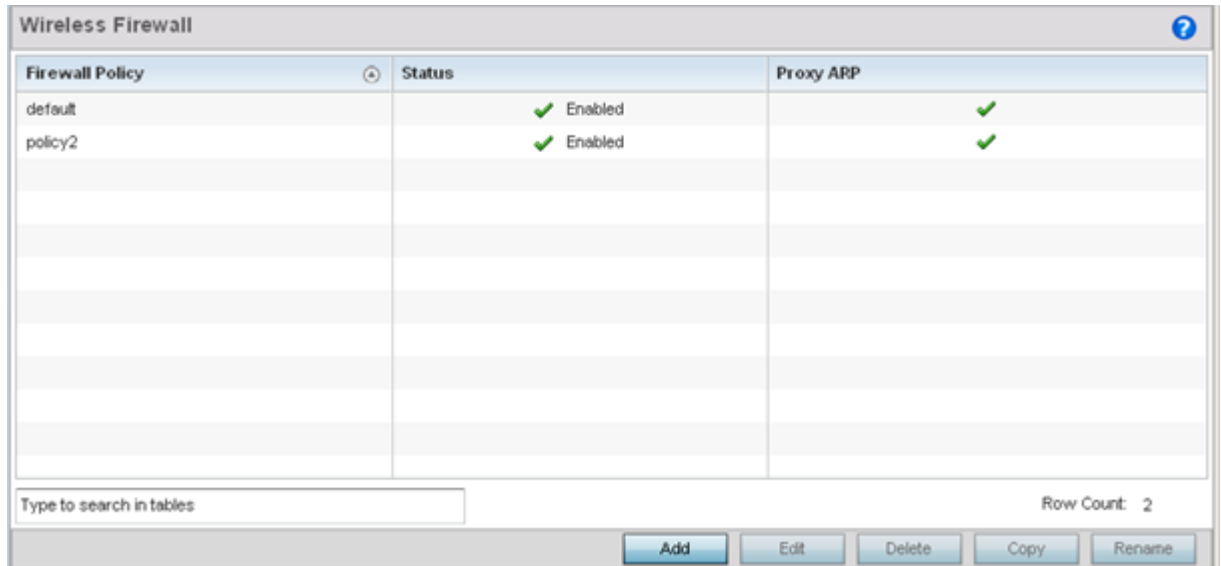 Wireless Firewall ?
Firewall Policy Status Proxy ARP
default Enabled
policy2 Enabled
Type to search in tables Row Count: 2
Add Edit Delete Copy Rename